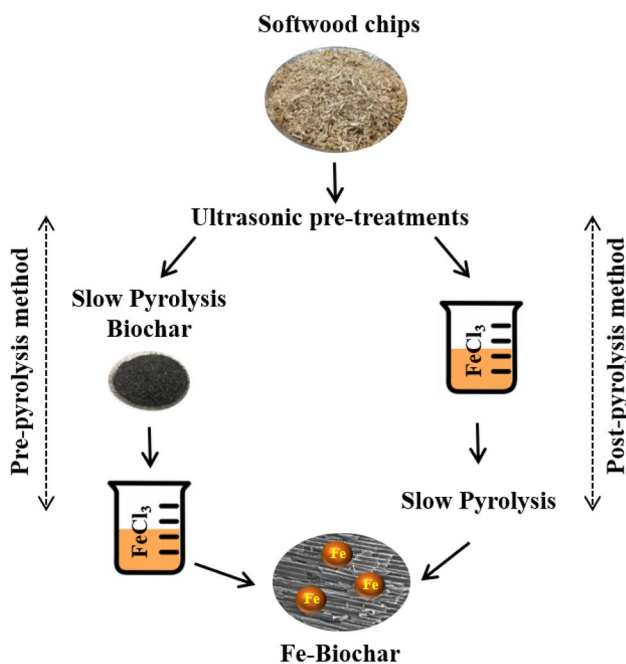 Softwood chips
Ultrasonic pre-treatments
Pre-pyrolysis method
Slow Pyrolysis
Biochar
FeCl₃
FeCl₃
Slow Pyrolysis
Post-pyrolysis method
Fe
Fe
Fe
Fe-Biochar